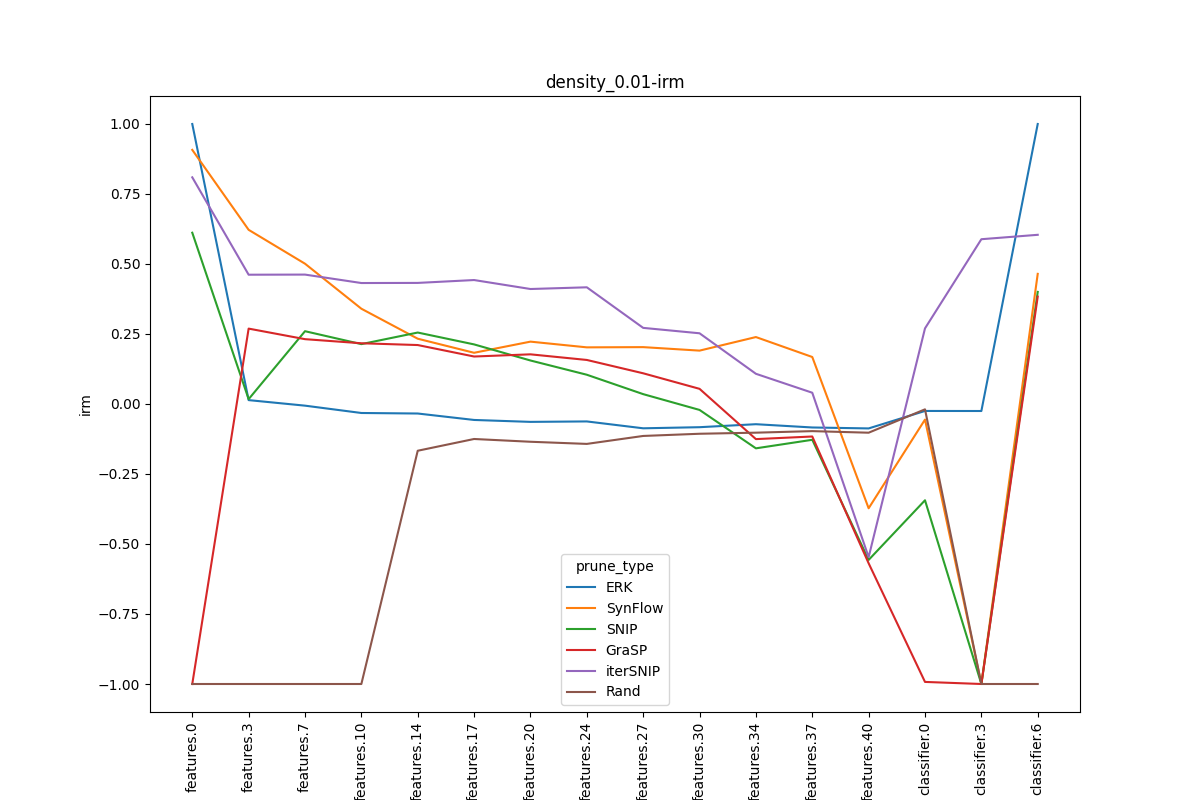 density_0.01-irm
irm
1.00
0.75
0.50
0.25
0.00
−0.25
−0.50
−0.75
−1.00
prune_type
ERK
SynFlow
SNIP
GraSP
iterSNIP
Rand
features.0
features.3
features.7
features.10
features.14
features.17
features.20
features.24
features.27
features.30
features.34
features.37
features.40
classifier.0
classifier.3
classifier.6